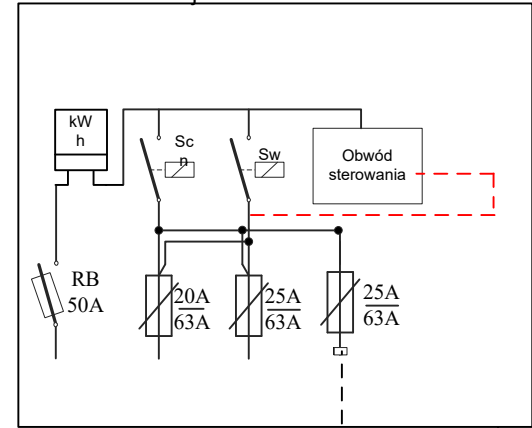 kW
h
Sc
n
Sw
Obwód
sterowania
RB
50A
20A
63A
25A
63A
25A
63A